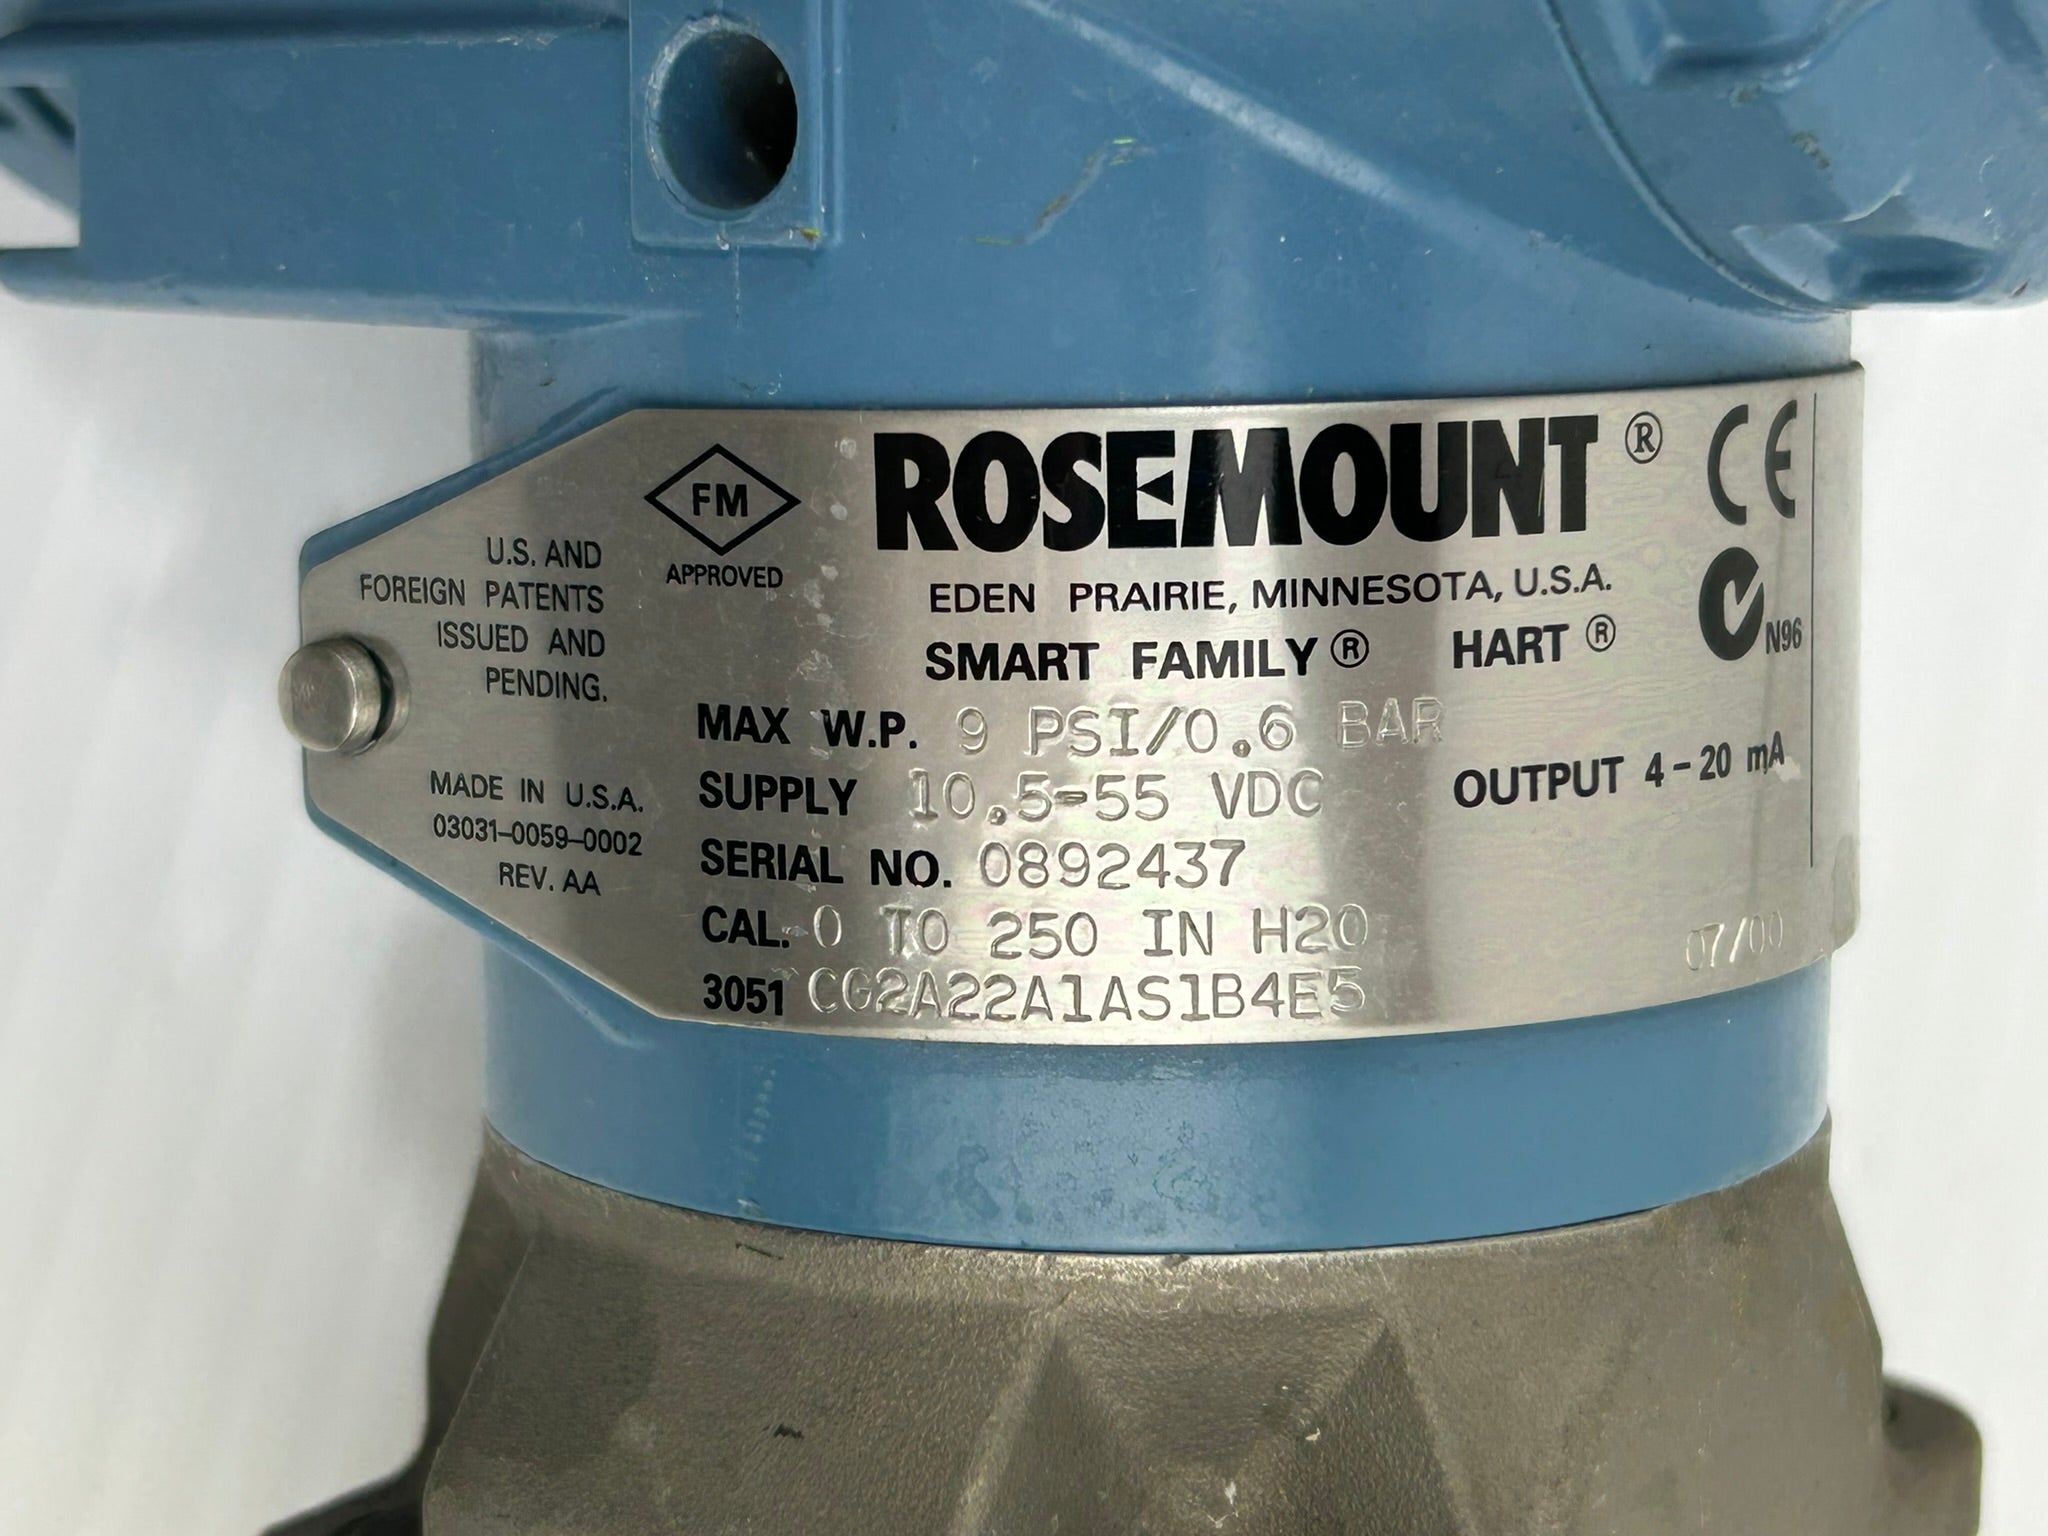 FM
APPROVED
ROSEMOUNT ®
CE
EDEN PRAIRIE, MINNESOTA, U.S.A.
SMART FAMILY ® HART ®
N96
U.S. AND
FOREIGN PATENTS
ISSUED AND
PENDING.
MAX W.P. 9 PSI/0.6 BAR
SUPPLY 10.5-55 VDC
OUTPUT 4-20 mA
SERIAL NO. 0892437
CAL. 0 TO 250 IN H2O
3051 CG2A22A1AS1B4E5
07/00
MADE IN U.S.A.
03031-0059-0002
REV. AA